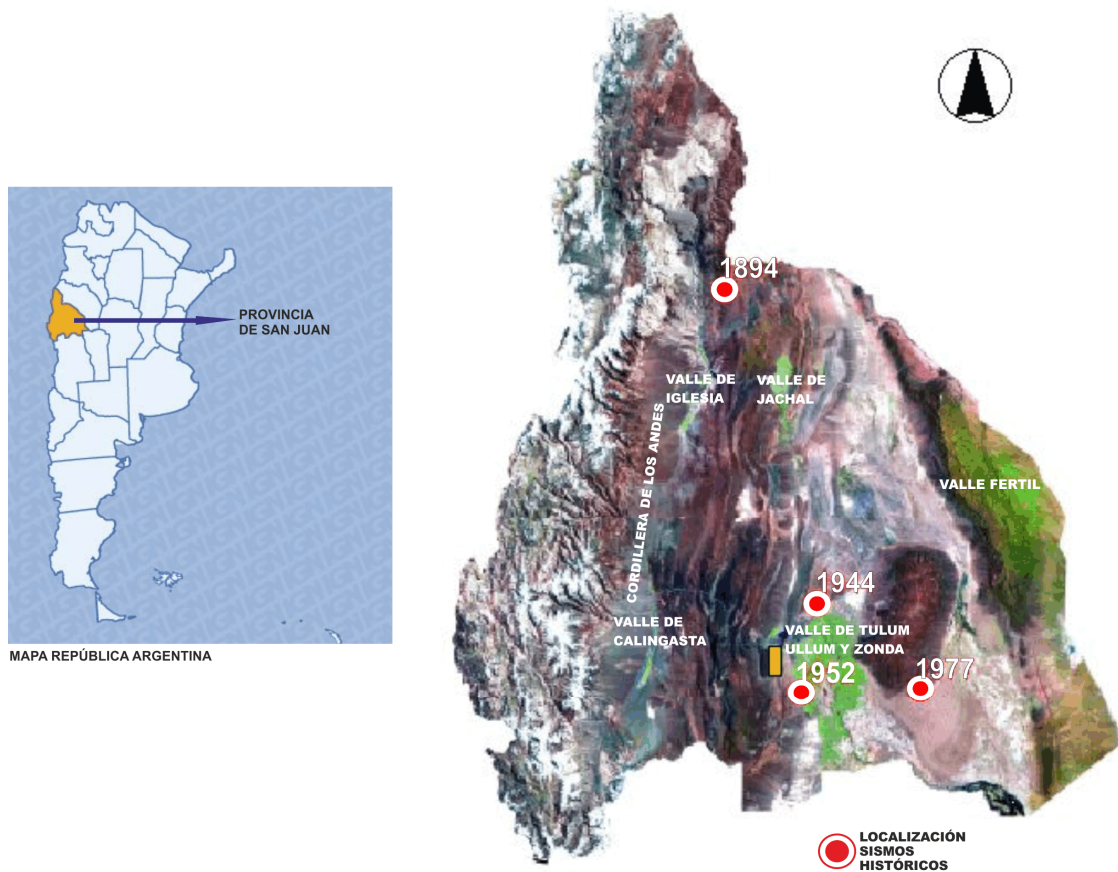 PROVINCIA
DE SAN JUAN
MAPA REPÚBLICA ARGENTINA
1894
VALLE DE
IGLESIA
VALLE DE
JACHAL
CORDILLERA DE LOS ANDES
VALLE FERTIL
1944
VALLE DE
CALINGASTA
VALLE DE TULUM
ULLUM Y ZONDA
1952
1977
LOCALIZACIÓN
SISMOS
HISTÓRICOS